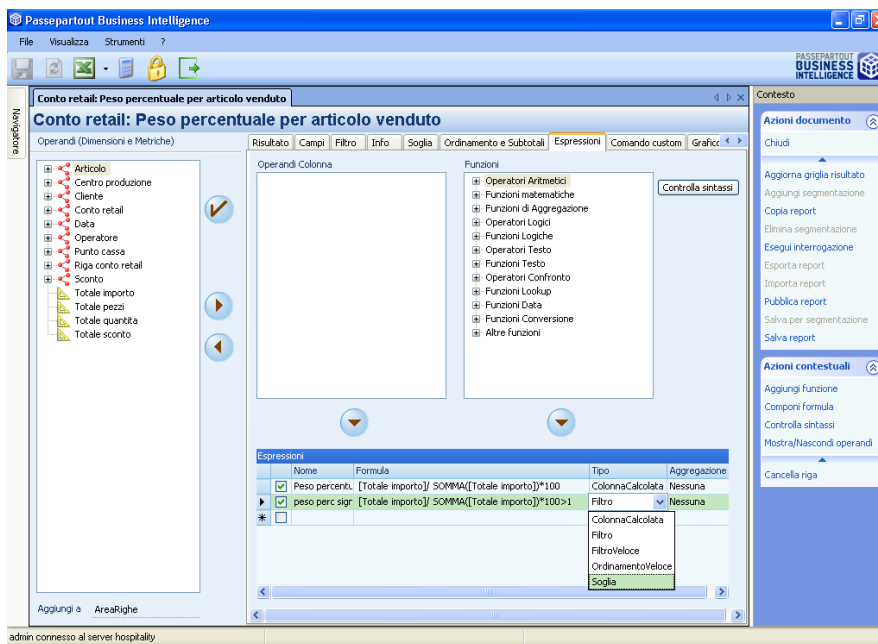 Passepartout Business Intelligence
File Visualizza Strumenti ?
PASSEPARTOUT
BUSINESS
INTELLIGENCE
Navigatore
Conto retail: Peso percentuale per articolo venduto
Contesto
Conto retail: Peso percentuale per articolo venduto
Operandi (Dimensioni e Metriche)
Risultato Campi Filtro Info Soglia Ordinamento e Subtotali Espressioni Comando custom Grafico
Articolo
Centro produzione
Cliente
Conto retail
Data
Operatore
Punto cassa
Riga conto retail
Sconto
Totale importo
Totale pezzi
Totale quantita
Totale sconto
Aggiungi a AreaRighe
Operandi Colonna
Funzioni
Operatori Aritmetici
Funzioni matematiche
Funzioni di Aggregazione
Operatori Logici
Funzioni Logiche
Operatori Testo
Funzioni Testo
Operatori Confronto
Funzioni Lookup
Funzioni Data
Funzioni Conversione
Altre funzioni
Controlla sintassi
Espressioni
Nome Formula Tipo Aggregazione
Peso percentu [Totale importo]/ SOMMA([Totale importo])*100 ColonnaCalcolata Nessuna
peso perc sigr [Totale importo]/ SOMMA([Totale importo])*100>1 Filtro Nessuna
ColonnaCalcolata
Filtro
FiltroVeloce
OrdinamentoVeloce
Soglia
Azioni documento
Chiudi
Aggiorna griglia risultato
Aggiungi segmentazione
Copia report
Elimina segmentazione
Esegui interrogazione
Esporta report
Importa report
Pubblica report
Salva per segmentazione
Salva report
Azioni contestuali
Aggiungi funzione
Componi formula
Controlla sintassi
Mostra/Nascondi operandi
Cancella riga
admin connesso al server hospitality